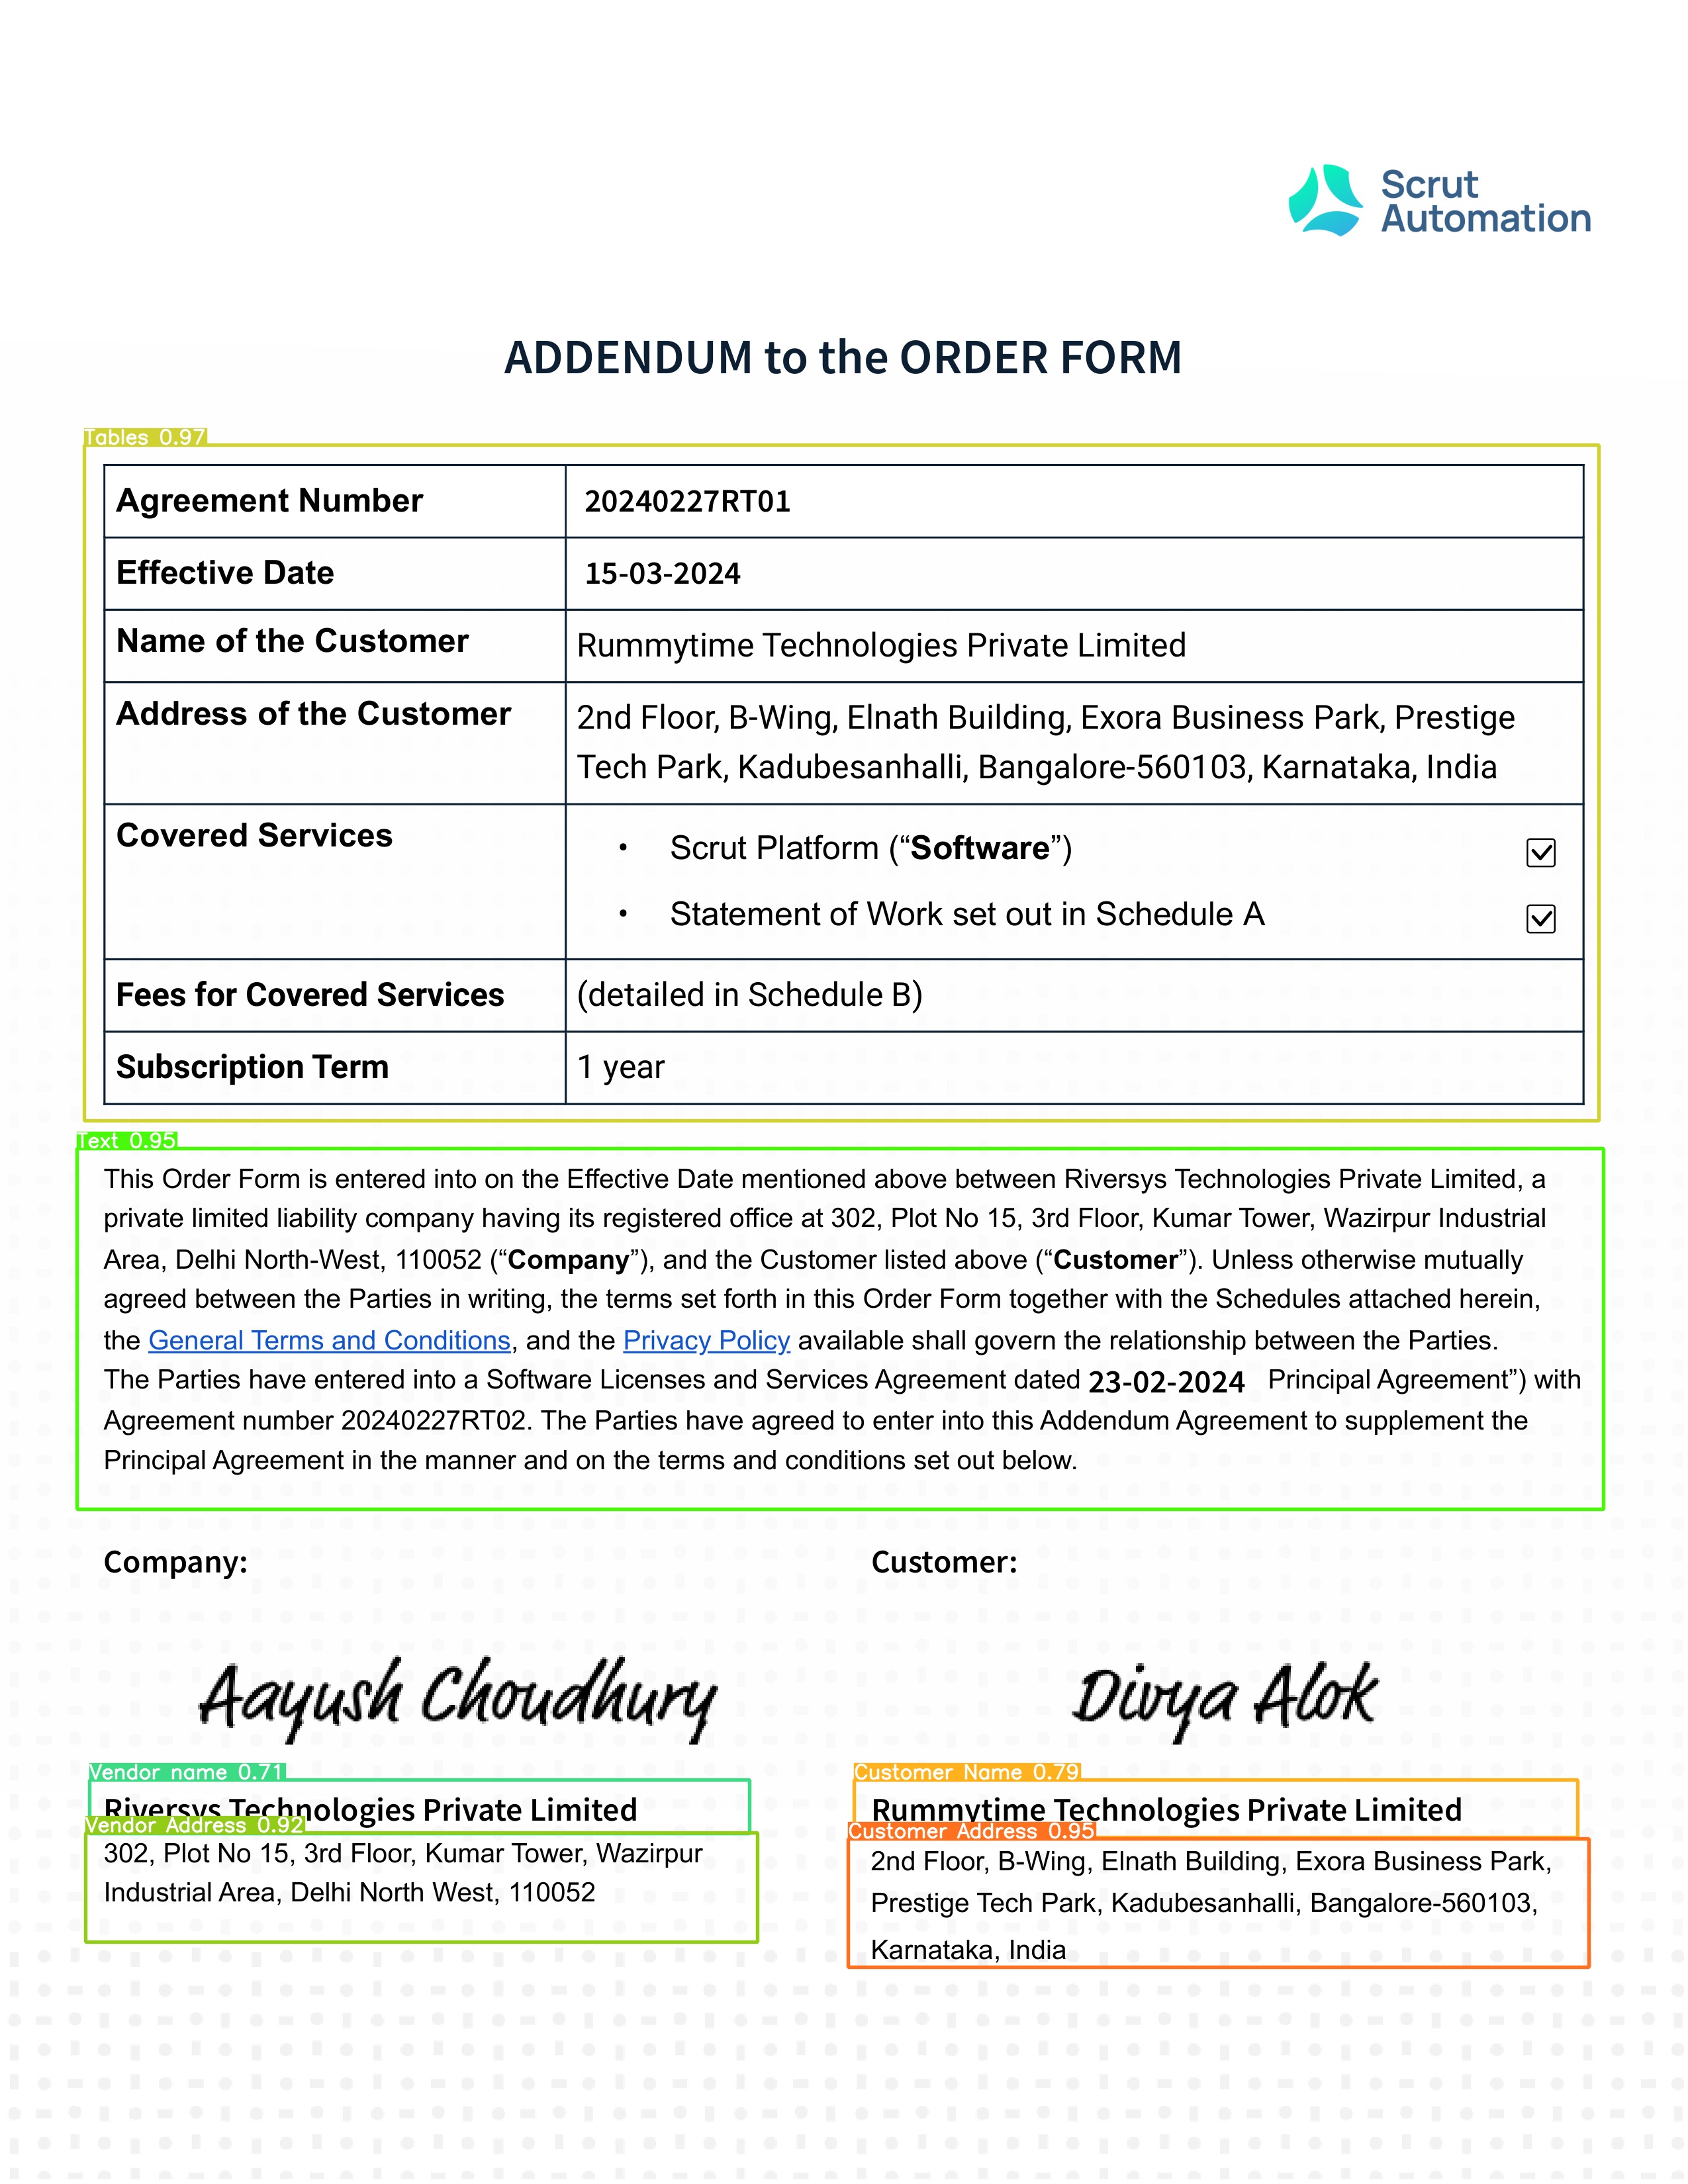 Scrut
Automation
ADDENDUM to the ORDER FORM
Tables 0.97
Agreement Number 20240227RT01
Effective Date 15-03-2024
Name of the Customer Rummytime Technologies Private Limited
Address of the Customer 2nd Floor, B-Wing, Elnath Building, Exora Business Park, Prestige
Tech Park, Kadubesanhalli, Bangalore-560103, Karnataka, India
Covered Services • Scrut Platform (“Software”) ☑
• Statement of Work set out in Schedule A ☑
Fees for Covered Services (detailed in Schedule B)
Subscription Term 1 year
Text 0.95
This Order Form is entered into on the Effective Date mentioned above between Riversys Technologies Private Limited, a
private limited liability company having its registered office at 302, Plot No 15, 3rd Floor, Kumar Tower, Wazirpur Industrial
Area, Delhi North-West, 110052 (“Company”), and the Customer listed above (“Customer”). Unless otherwise mutually
agreed between the Parties in writing, the terms set forth in this Order Form together with the Schedules attached herein,
the General Terms and Conditions, and the Privacy Policy available shall govern the relationship between the Parties.
The Parties have entered into a Software Licenses and Services Agreement dated 23-02-2024 Principal Agreement”) with
Agreement number 20240227RT02. The Parties have agreed to enter into this Addendum Agreement to supplement the
Principal Agreement in the manner and on the terms and conditions set out below.
Company: Customer:
Aayush Choudhury Divya Alok
Vendor name 0.71 Customer Name 0.79
Riversys Technologies Private Limited Rummytime Technologies Private Limited
Vendor Address 0.92 Customer Address 0.95
302, Plot No 15, 3rd Floor, Kumar Tower, Wazirpur
Industrial Area, Delhi North West, 110052
2nd Floor, B-Wing, Elnath Building, Exora Business Park,
Prestige Tech Park, Kadubesanhalli, Bangalore-560103,
Karnataka, India